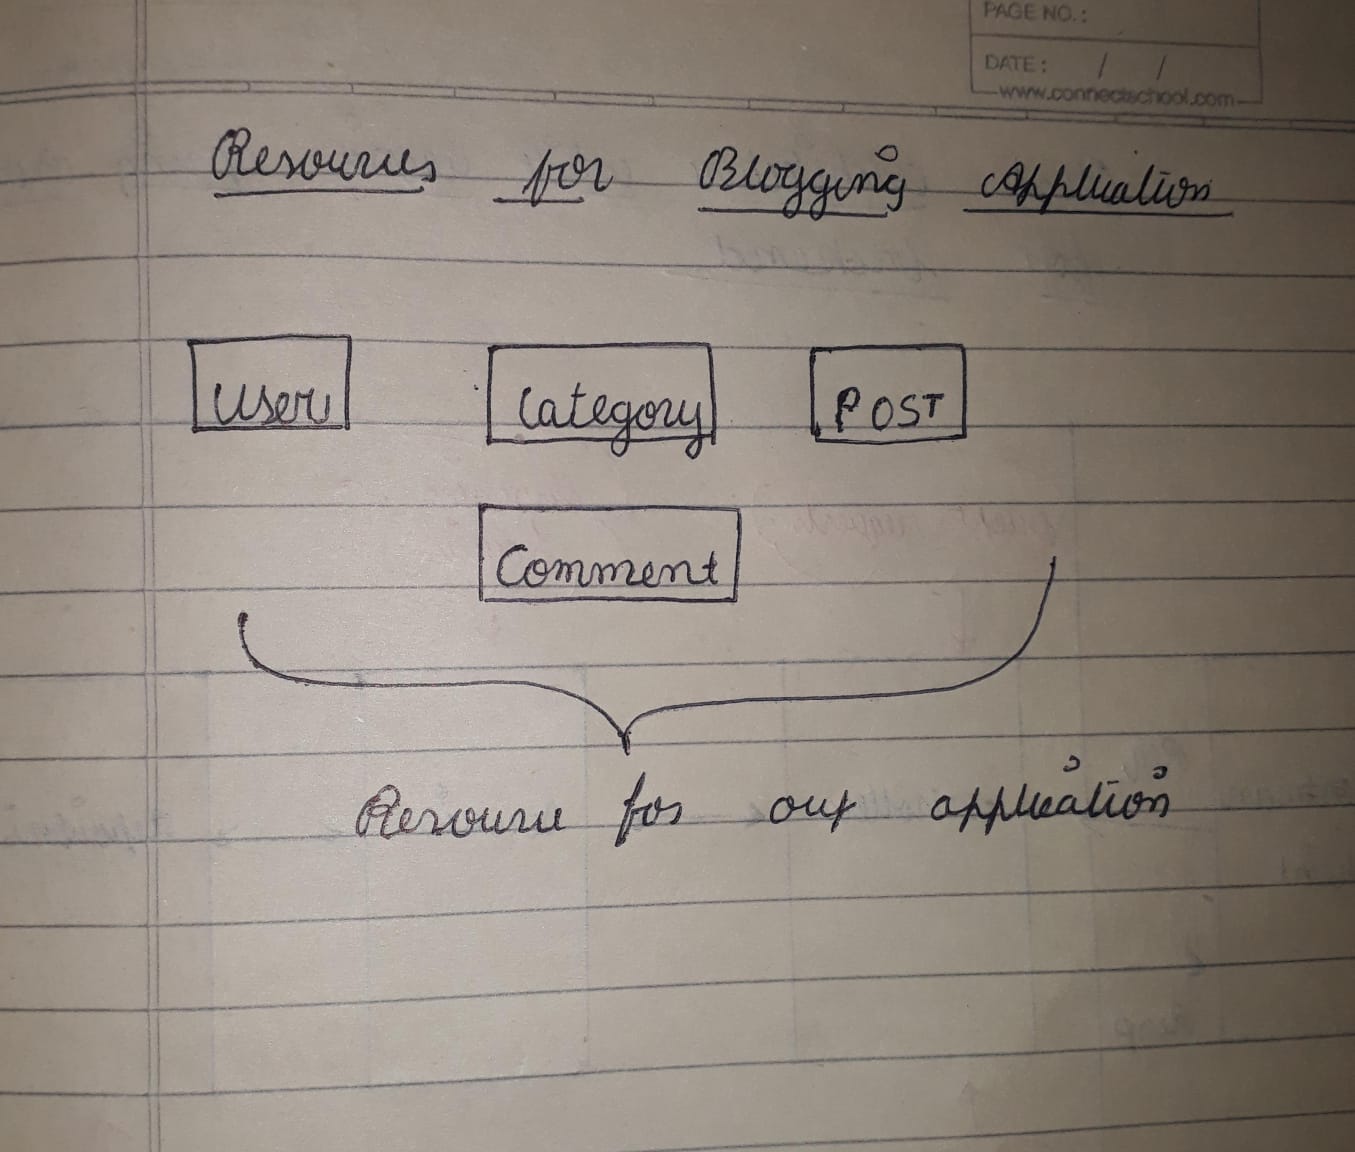 PAGE NO.:
DATE: / /
www.connectschool.com
Resources for Blogging Application
User Category POST
Comment
Resource for our application